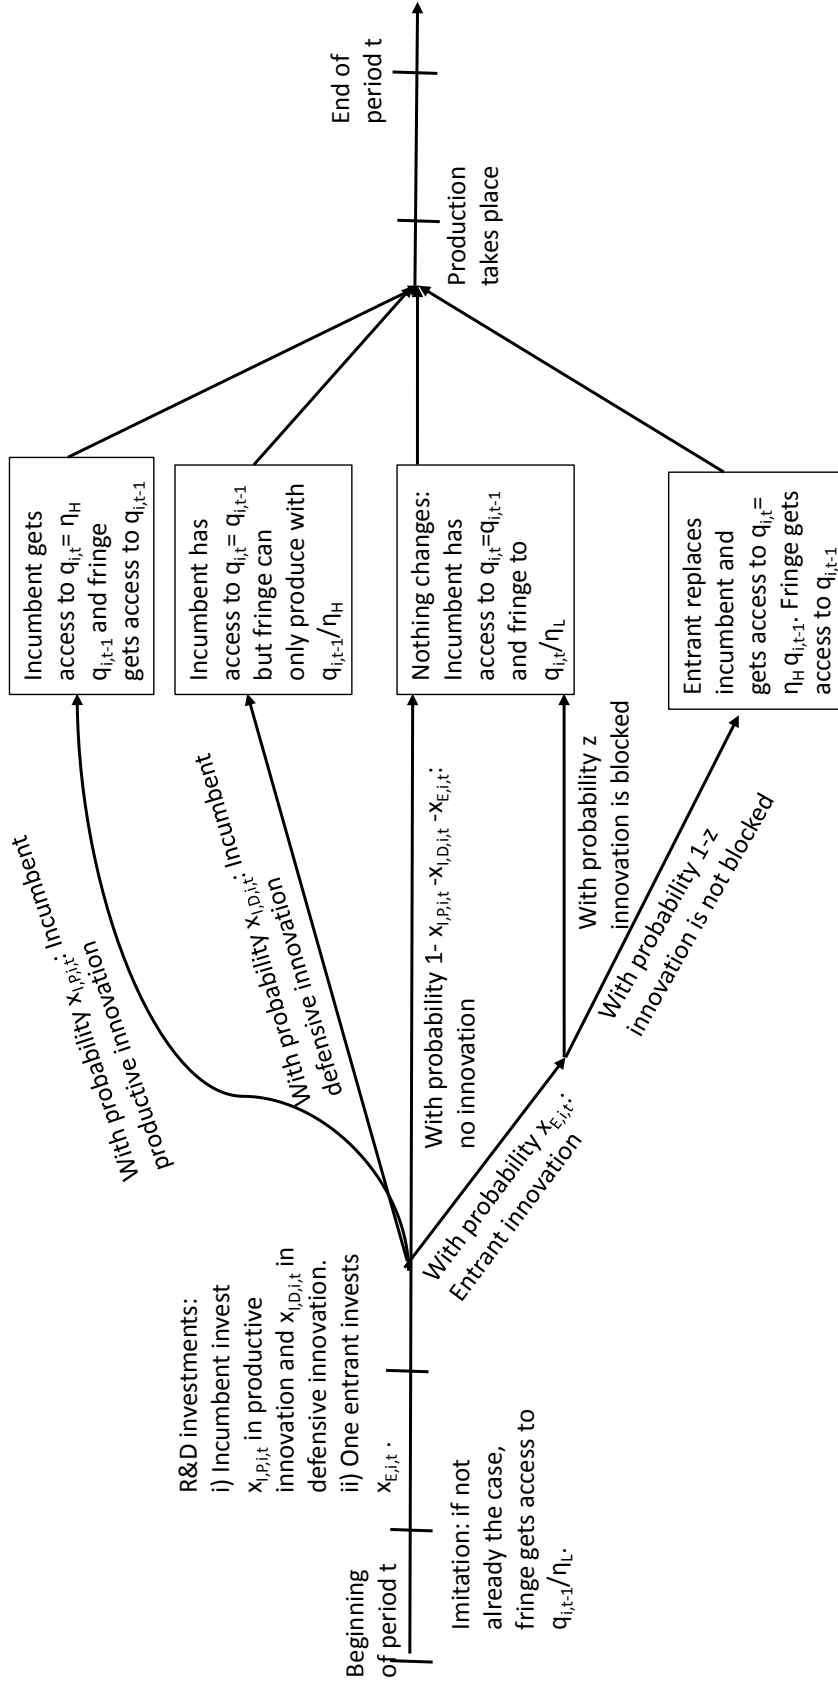 Beginning
of period t
Imitation: if not
already the case,
fringe gets access to
q_{i,t-1}/η_L.
R&D investments:
i) Incumbent invest
x_{I,P,i,t} in productive
innovation and x_{I,D,i,t} in
defensive innovation.
ii) One entrant invests
x_{E,i,t}.
With probability x_{I,P,i,t}: Incumbent
productive innovation
With probability x_{I,D,i,t}: Incumbent
defensive innovation
With probability 1- x_{I,P,i,t} -x_{I,D,i,t} -x_{E,i,t}:
no innovation
With probability x_{E,i,t}:
Entrant innovation
With probability z
innovation is blocked
With probability 1-z
innovation is not blocked
Incumbent gets
access to q_{i,t}= η_H
q_{i,t-1} and fringe
gets access to q_{i,t-1}
Incumbent has
access to q_{i,t}= q_{i,t-1}
but fringe can
only produce with
q_{i,t-1}/η_H
Nothing changes:
Incumbent has
access to q_{i,t}=q_{i,t-1}
and fringe to
q_{i,t}/η_L
Entrant replaces
incumbent and
gets access to q_{i,t}=
η_H q_{i,t-1}. Fringe gets
access to q_{i,t-1}
Production
takes place
End of
period t